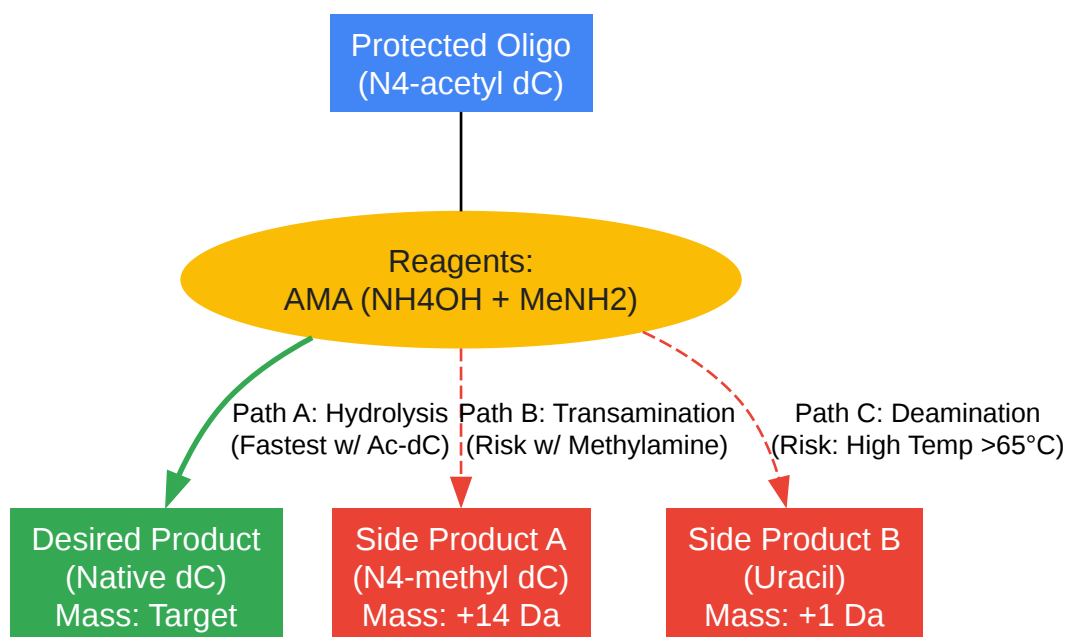 Protected Oligo
(N4-acetyl dC)
Reagents:
AMA (NH4OH + MeNH2)
Path A: Hydrolysis
(Fastest w/ Ac-dC)
Path B: Transamination
(Risk w/ Methylamine)
Path C: Deamination
(Risk: High Temp >65°C)
Desired Product
(Native dC)
Mass: Target
Side Product A
(N4-methyl dC)
Mass: +14 Da
Side Product B
(Uracil)
Mass: +1 Da